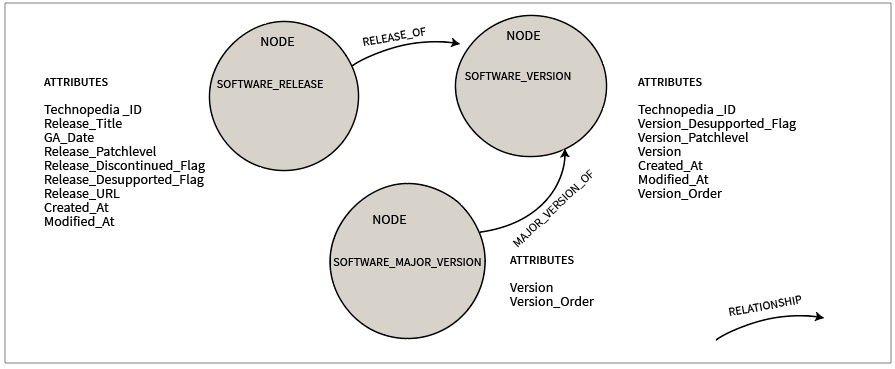 NODE
SOFTWARE_RELEASE
RELEASE_OF
NODE
SOFTWARE_VERSION
ATTRIBUTES
Technopedia _ID
Release_Title
GA_Date
Release_Patchlevel
Release_Discontinued_Flag
Release_Desupported_Flag
Release_URL
Created_At
Modified_At
ATTRIBUTES
Technopedia _ID
Version_Desupported_Flag
Version_Patchlevel
Version
Created_At
Modified_At
Version_Order
NODE
SOFTWARE_MAJOR_VERSION
MAJOR_VERSION_OF
ATTRIBUTES
Version
Version_Order
RELATIONSHIP